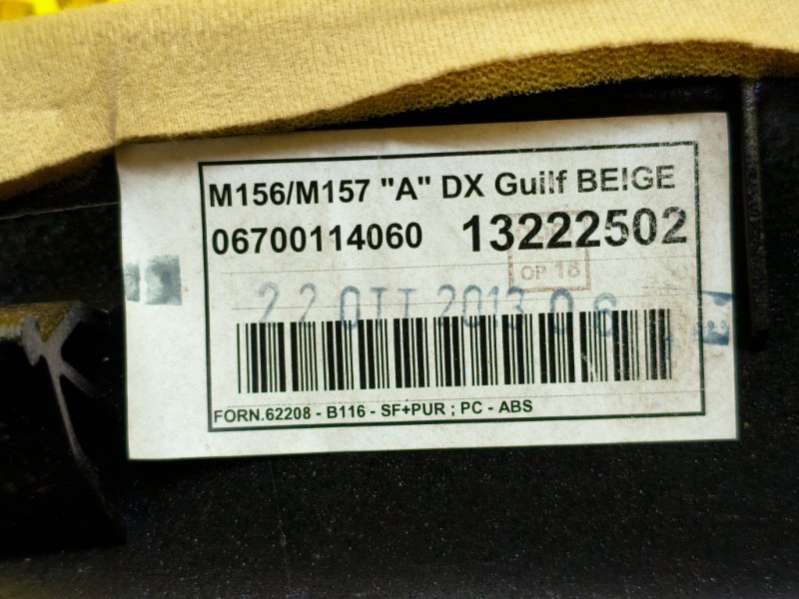 M156/M157 "A" DX Guilf BEIGE
06700114060 13222502
OP 18
22 OTT 2013 06
FORN.62208 - B116 - SF+PUR ; PC - ABS